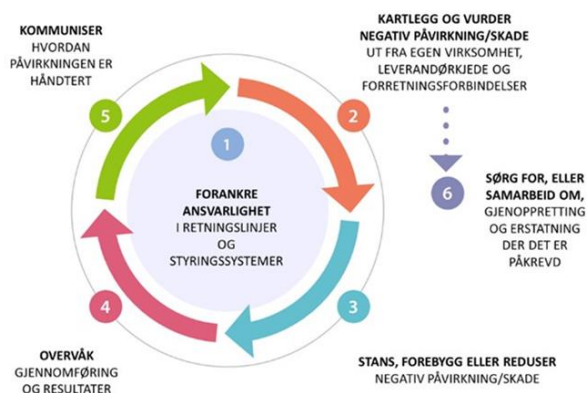 KOMMUNISER
HVORDAN
PÅVIRKNINGEN ER
HÅNDTERT
5
KARTLEGG OG VURDER
NEGATIV PÅVIRKNING/SKADE
UT FRA EGEN VIRKSOMHET,
LEVERANDØRKJEDE OG
FORRETNINGSFORBINDELSER
2
1
FORANKRE
ANSVARLIGHET
I RETNINGSLINJER
OG
STYRINGSSYSTEMER
6
SØRG FOR, ELLER
SAMARBEID OM,
GJENOPPRETTING
OG ERSTATNING
DER DET ER
PÅKREVD
4
OVERVÅK
GJENNOMFØRING
OG RESULTATER
3
STANS, FOREBYGG ELLER REDUSER
NEGATIV PÅVIRKNING/SKADE